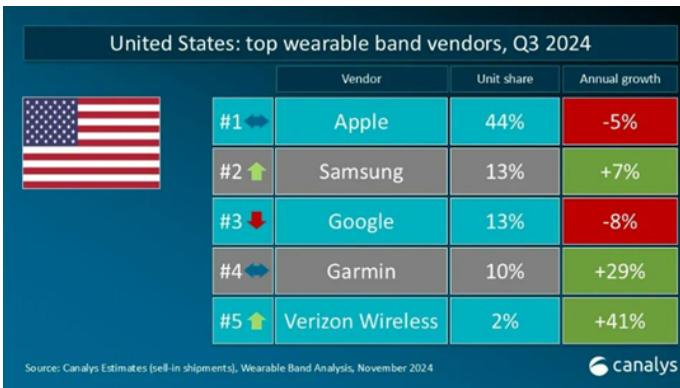 United States: top wearable band vendors, Q3 2024
Vendor Unit share Annual growth
#1 Apple 44% -5%
#2 Samsung 13% +7%
#3 Google 13% -8%
#4 Garmin 10% +29%
#5 Verizon Wireless 2% +41%
Source: Canalys Estimates (sell-in shipments), Wearable Band Analysis, November 2024
canalys